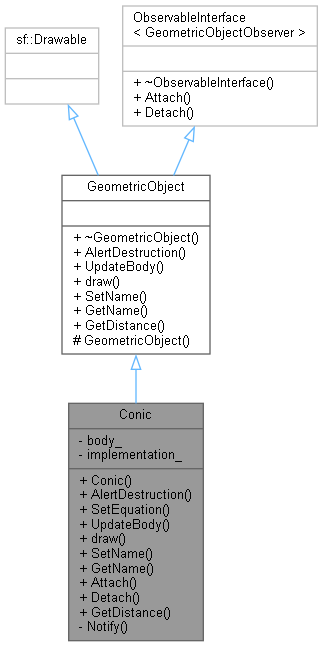 sf::Drawable
ObservableInterface
< GeometricObjectObserver >
+ ~ObservableInterface()
+ Attach()
+ Detach()
GeometricObject
+ ~GeometricObject()
+ AlertDestruction()
+ UpdateBody()
+ draw()
+ SetName()
+ GetName()
+ GetDistance()
# GeometricObject()
Conic
- body_
- implementation_
+ Conic()
+ AlertDestruction()
+ SetEquation()
+ UpdateBody()
+ draw()
+ SetName()
+ GetName()
+ Attach()
+ Detach()
+ GetDistance()
- Notify()